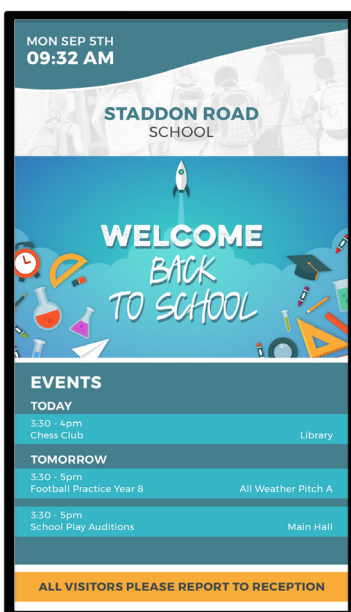 MON SEP 5TH
09:32 AM
STADDON ROAD
SCHOOL
WELCOME
BACK
TO SCHOOL
EVENTS
TODAY
3:30 - 4pm
Chess Club Library
TOMORROW
3:30 - 5pm
Football Practice Year 8 All Weather Pitch A
3:30 - 5pm
School Play Auditions Main Hall
ALL VISITORS PLEASE REPORT TO RECEPTION